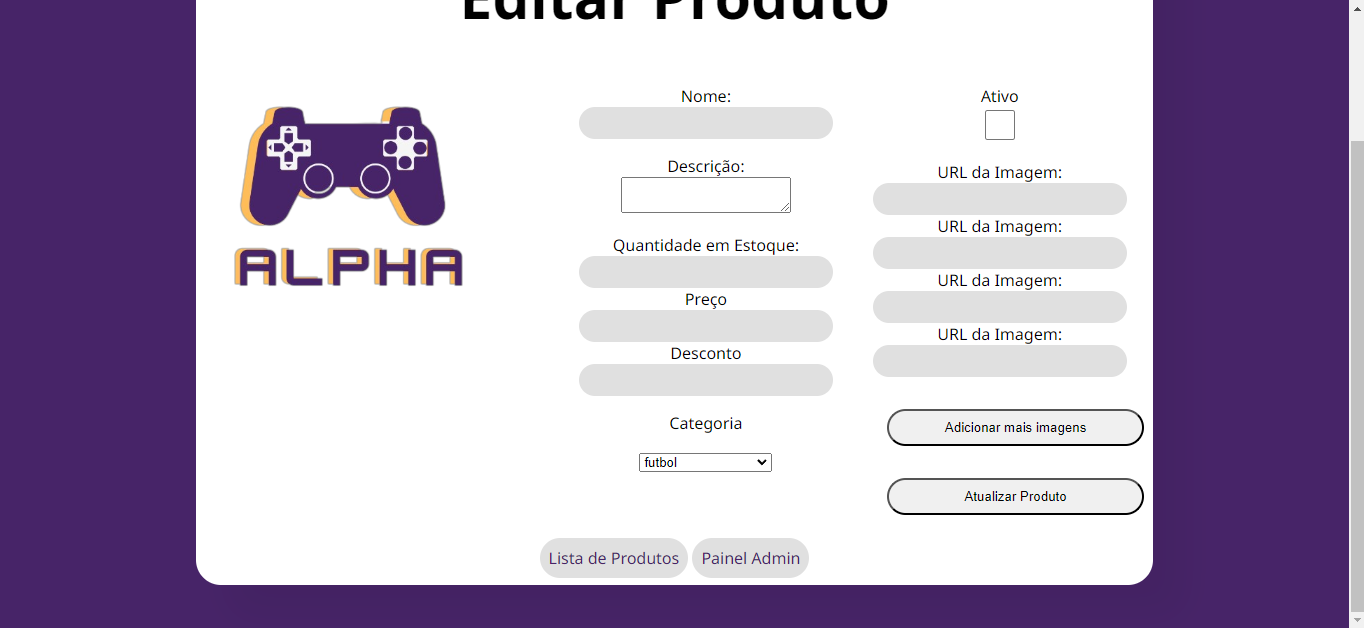 Editar Produto
ALPHA
Nome:
Descrição:
Quantidade em Estoque:
Preço
Desconto
Categoria
futbol
Ativo
URL da Imagem:
URL da Imagem:
URL da Imagem:
URL da Imagem:
Adicionar mais imagens
Atualizar Produto
Lista de Produtos
Painel Admin